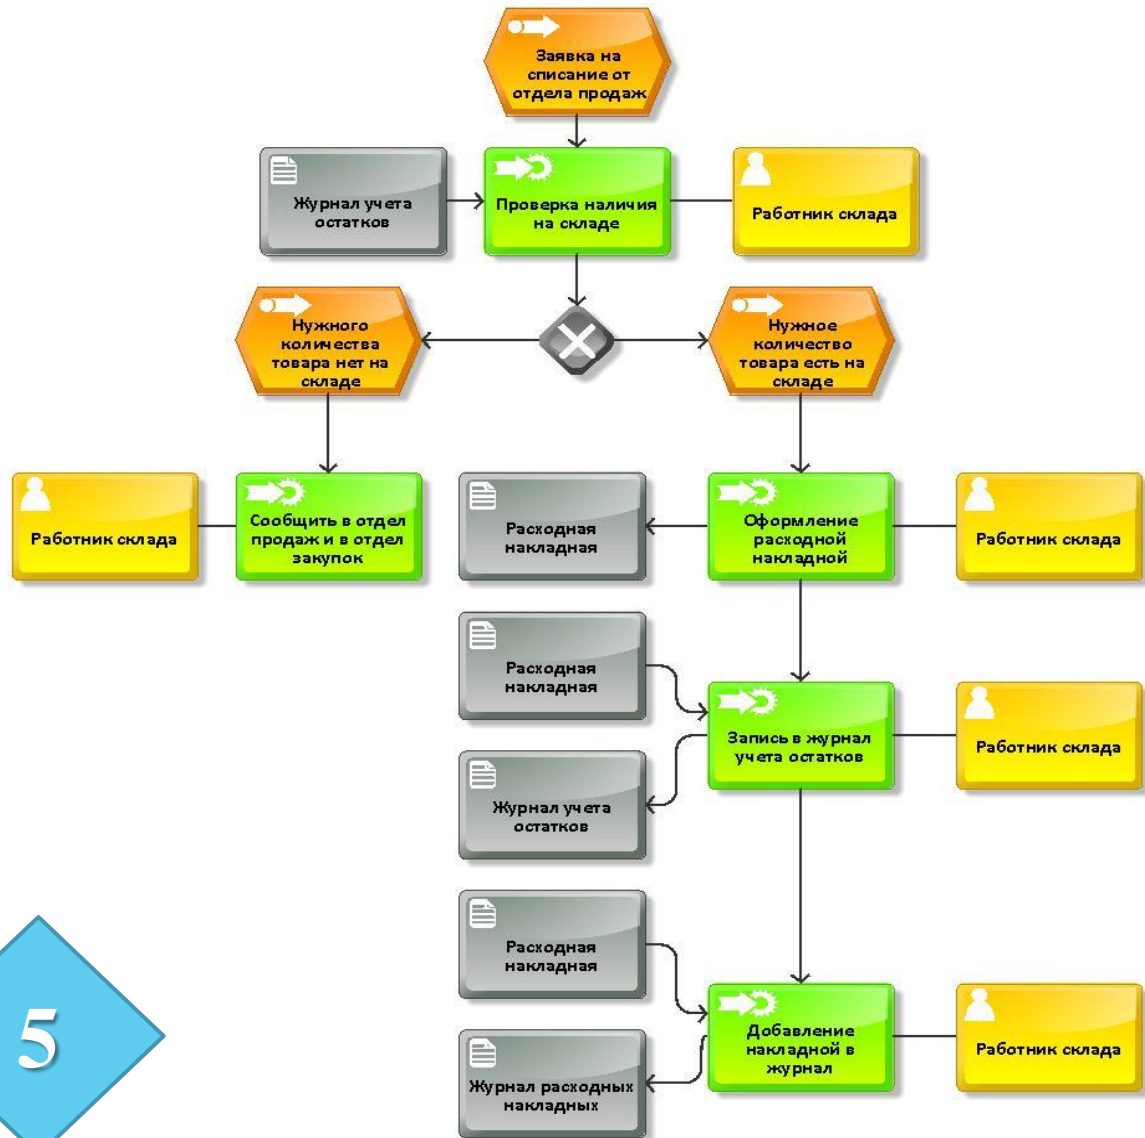 Заявка на
списание от
отдела продаж
Журнал учета
остатков
Проверка наличия
на складе
Работник склада
Нужного
количества
товара нет на
складе
Нужное
количество
товара есть на
складе
Работник склада
Сообщить в отдел
продаж и в отдел
закупок
Расходная
накладная
Оформление
расходной
накладной
Работник склада
Расходная
накладная
Запись в журнал
учета остатков
Работник склада
Журнал учета
остатков
Расходная
накладная
Добавление
накладной в
журнал
Работник склада
Журнал расходных
накладных
5